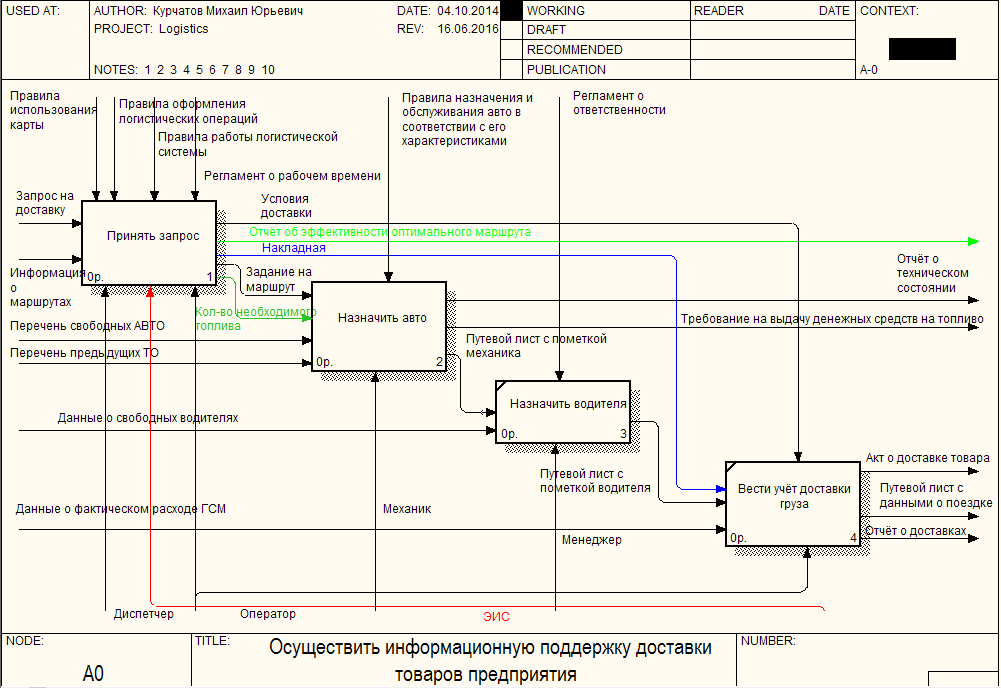 USED AT:
AUTHOR: Курчатов Михаил Юрьевич
DATE: 04.10.2014
PROJECT: Logistics
REV: 16.06.2016
NOTES: 1 2 3 4 5 6 7 8 9 10
WORKING
DRAFT
RECOMMENDED
PUBLICATION
READER
DATE
CONTEXT:
A-0
Правила
использования
карты
Правила оформления
логистических операций
Правила работы логистической
системы
Регламент о рабочем времени
Правила назначения и
обслуживания авто в
соответствии с его
характеристиками
Регламент о
ответственности
Запрос на
доставку
Условия
доставки
Принять запрос
0р.
1
Отчёт об эффективности оптимального маршрута
Накладная
Информация
о
маршрутах
Задание на
маршрут
Отчёт о
техническом
состоянии
Кол-во необходимого
топлива
Назначить авто
0р.
2
Перечень свободных АВТО
Требование на выдачу денежных средств на топливо
Перечень предыдущих ТО
Путевой лист с пометкой
механика
Назначить водителя
0р.
3
Данные о свободных водителях
Путевой лист с
пометкой водителя
Акт о доставке товара
Вести учёт доставки
груза
0р.
4
Путевой лист с
данными о поездке
Отчёт о доставках
Данные о фактическом расходе ГСМ
Механик
Менеджер
Диспетчер
Оператор
ЭИС
NODE:
A0
TITLE:
Осуществить информационную поддержку доставки
товаров предприятия
NUMBER: